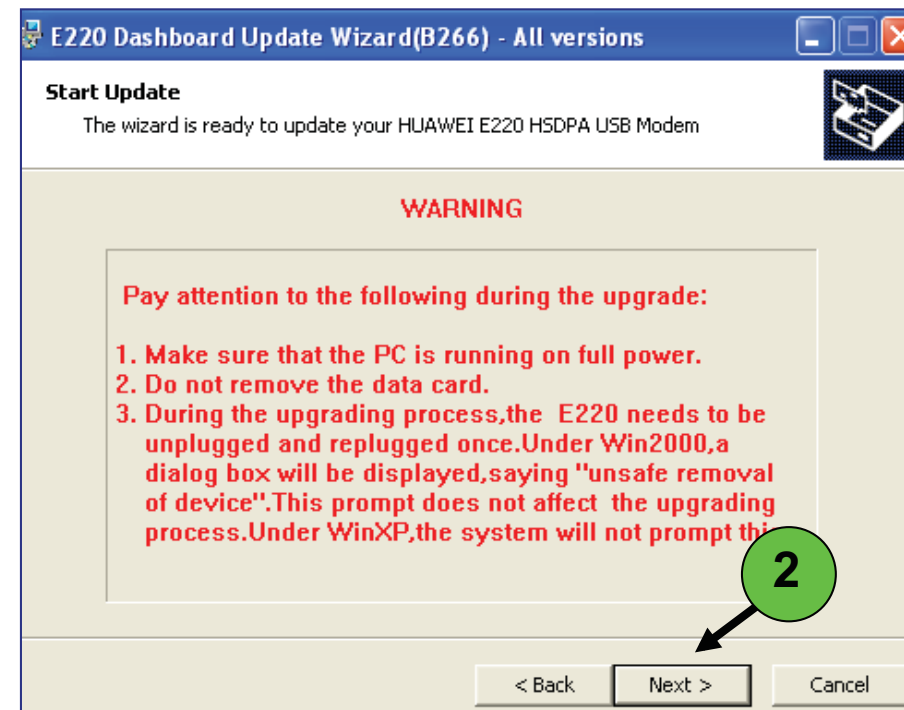 E220 Dashboard Update Wizard(B266) - All versions
Start Update
The wizard is ready to update your HUAWEI E220 HSDPA USB Modem
WARNING
Pay attention to the following during the upgrade:
1. Make sure that the PC is running on full power.
2. Do not remove the data card.
3. During the upgrading process,the E220 needs to be
unplugged and replugged once.Under Win2000,a
dialog box will be displayed,saying "unsafe removal
of device".This prompt does not affect the upgrading
process.Under WinXP,the system will not prompt
2
< Back
Next >
Cancel